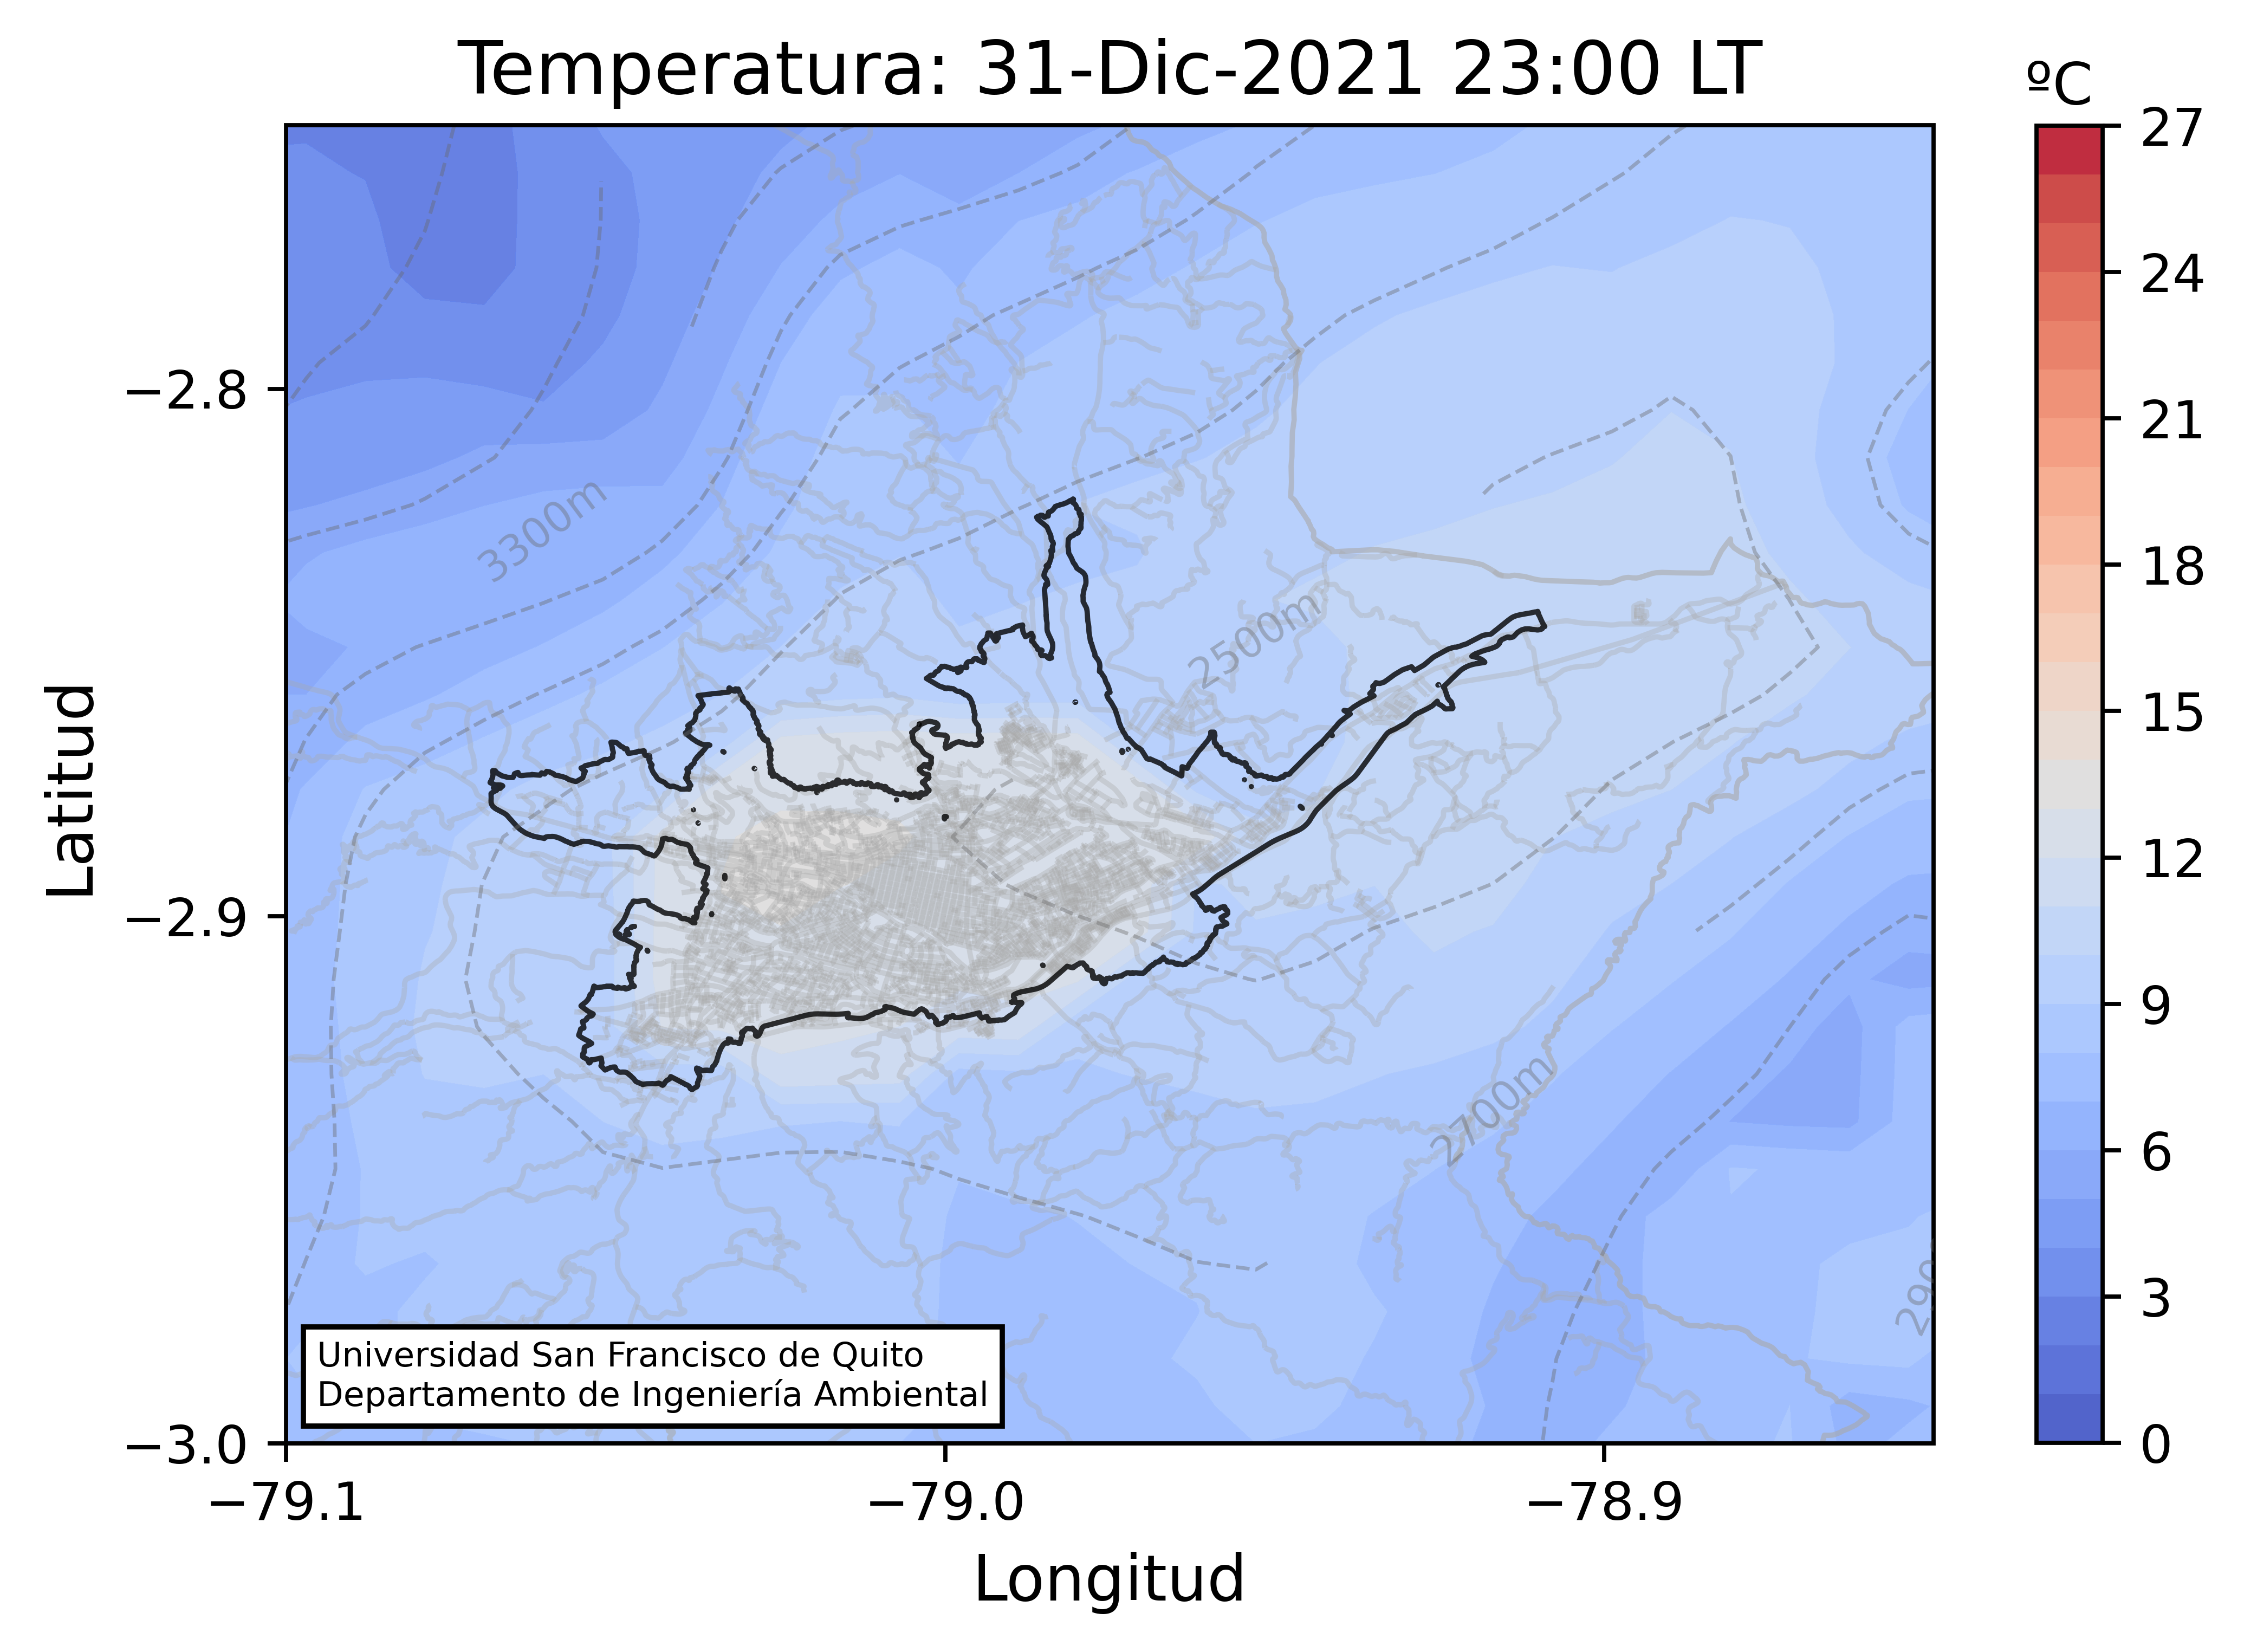 Temperatura: 31-Dic-2021 23:00 LT
ºC
27
24
21
18
15
12
9
6
3
0
Latitud
−2.8
−2.9
−3.0
3300m
2500m
2700m
Universidad San Francisco de Quito
Departamento de Ingeniería Ambiental
−79.1
−79.0
−78.9
Longitud